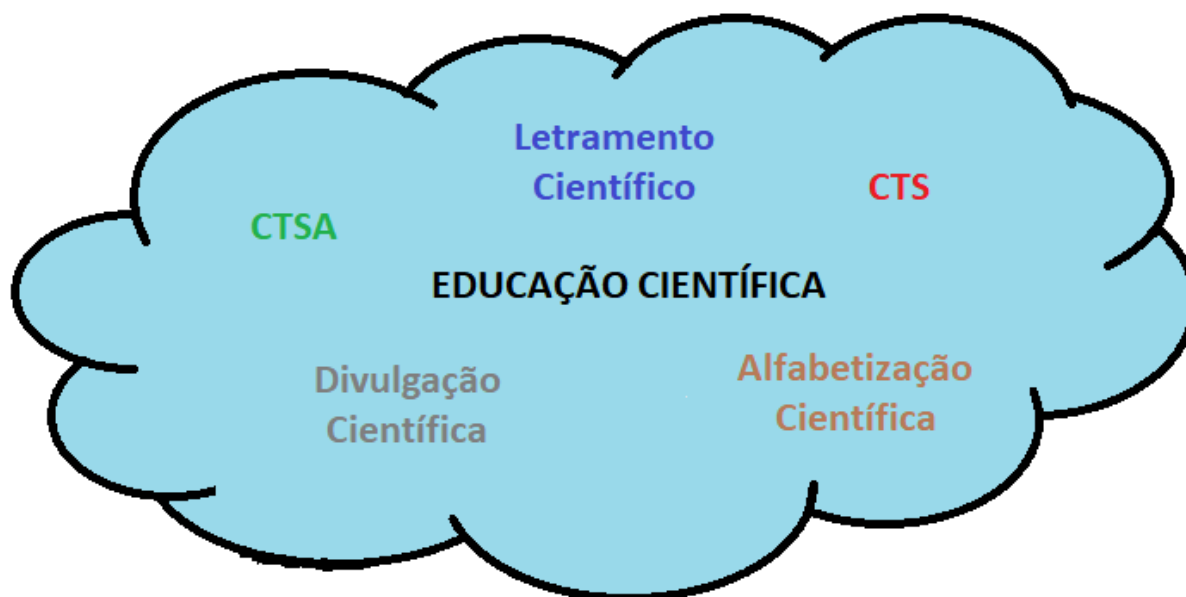 Letramento
Científico
CTS
CTSA
EDUCAÇÃO CIENTÍFICA
Divulgação
Científica
Alfabetização
Científica